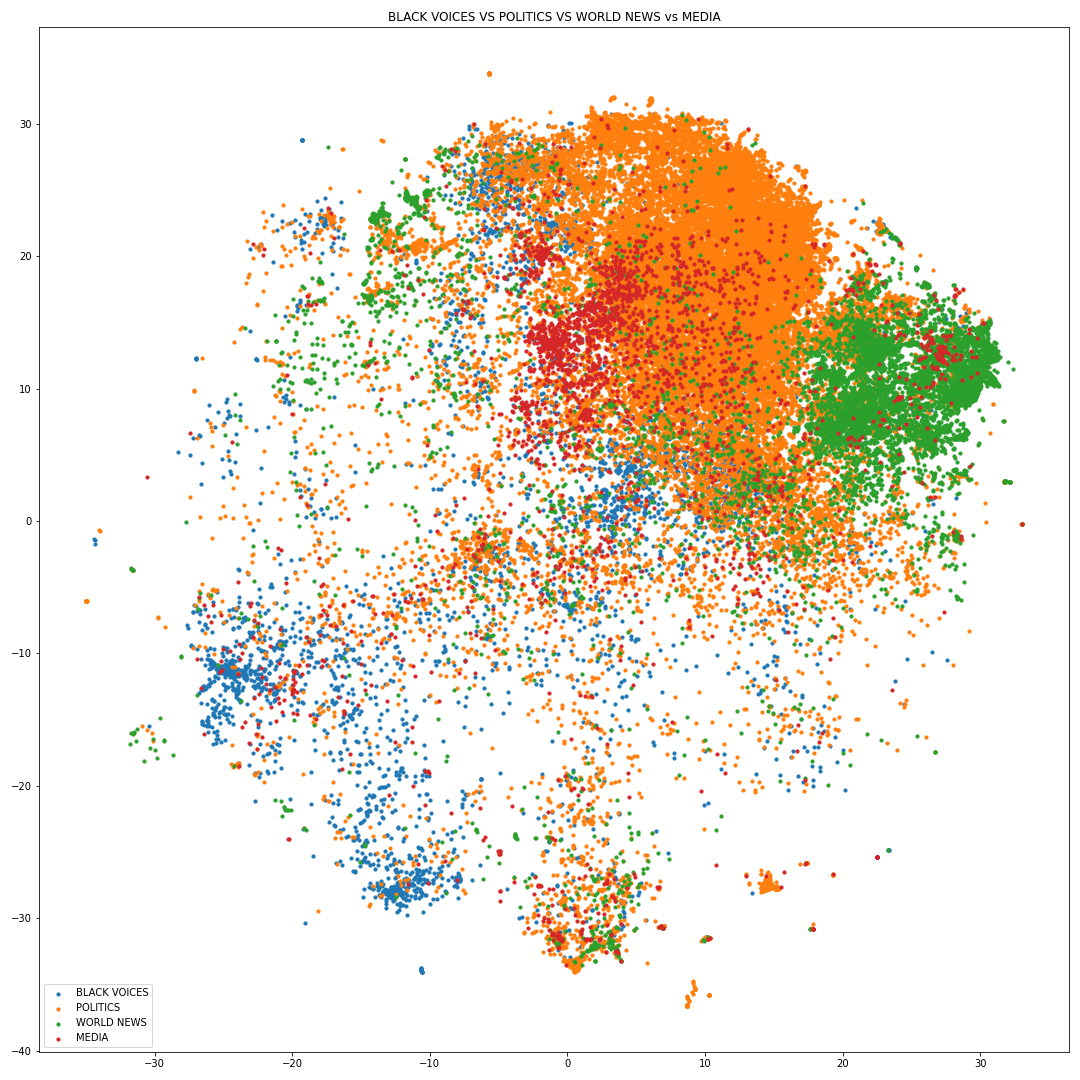 BLACK VOICES VS POLITICS VS WORLD NEWS vs MEDIA
30
20
10
0
−10
−20
−30
−40
BLACK VOICES
POLITICS
WORLD NEWS
MEDIA
−30 −20 −10 0 10 20 30